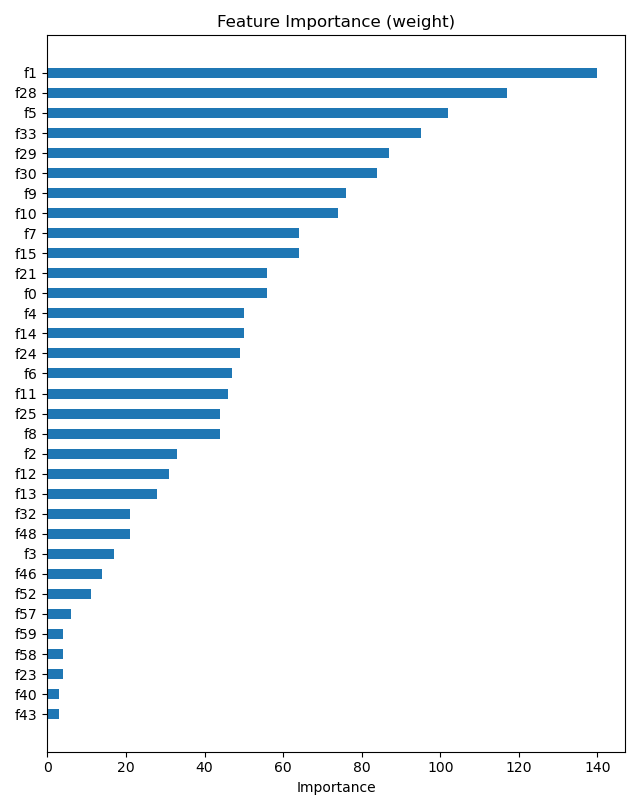 Feature Importance (weight)
f1
f28
f5
f33
f29
f30
f9
f10
f7
f15
f21
f0
f4
f14
f24
f6
f11
f25
f8
f2
f12
f13
f32
f48
f3
f46
f52
f57
f59
f58
f23
f40
f43
0 20 40 60 80 100 120 140
Importance